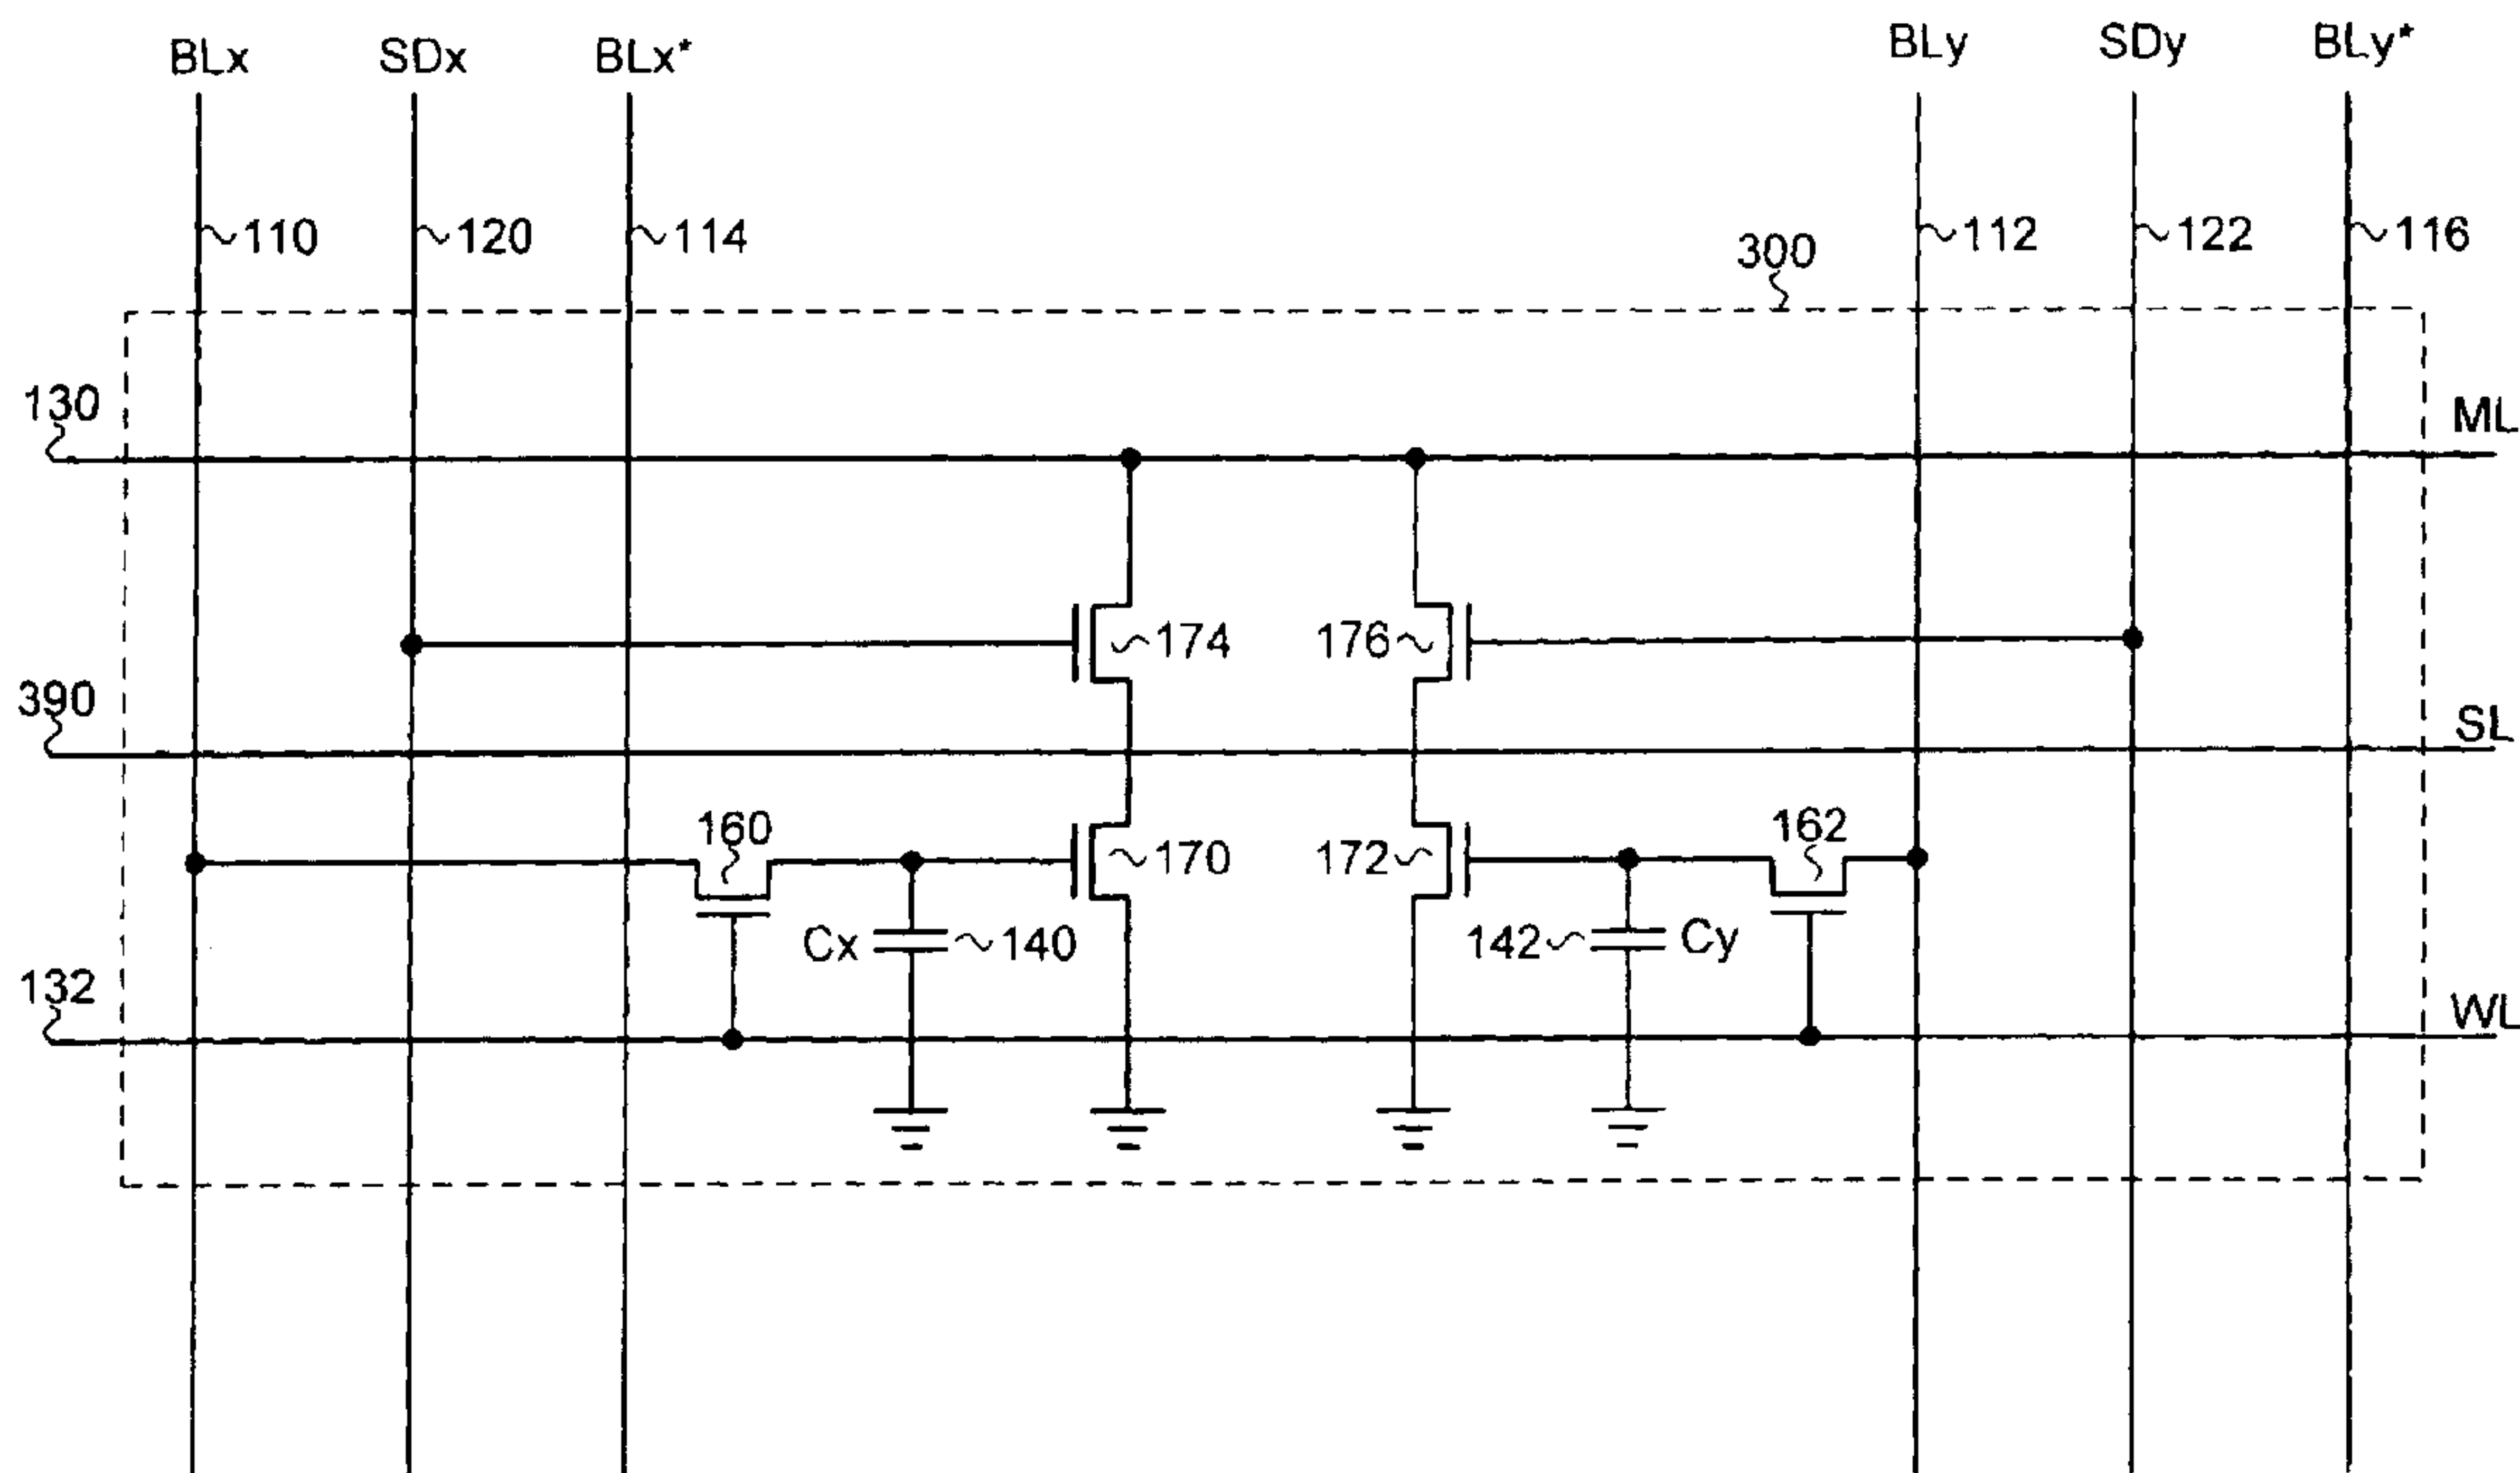 BLx SDx BLx* BLy SDy BLy*
110 120 114 300 112 122 116
130 ML
174 176
390 SL
160 170 172 162
Cx 140 142 Cy
132 WL